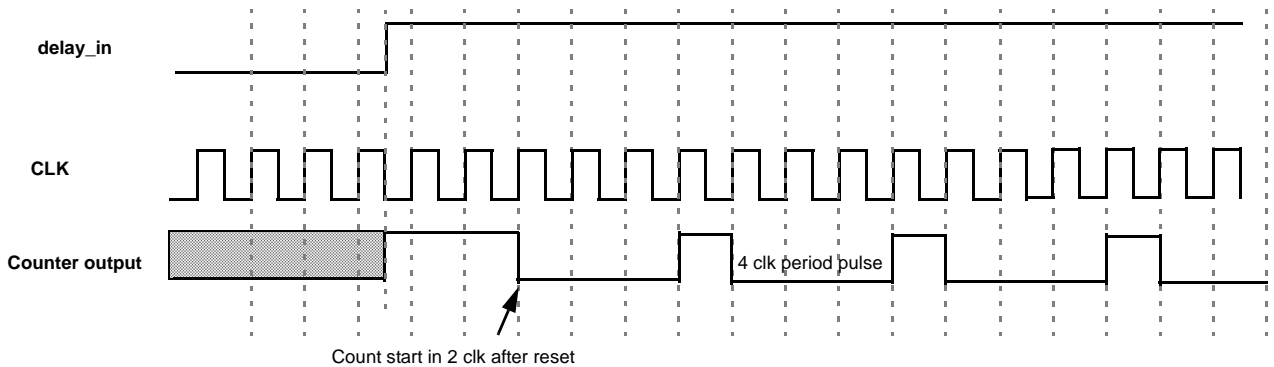 delay_in
CLK
Counter output
4 clk period pulse
Count start in 2 clk after reset